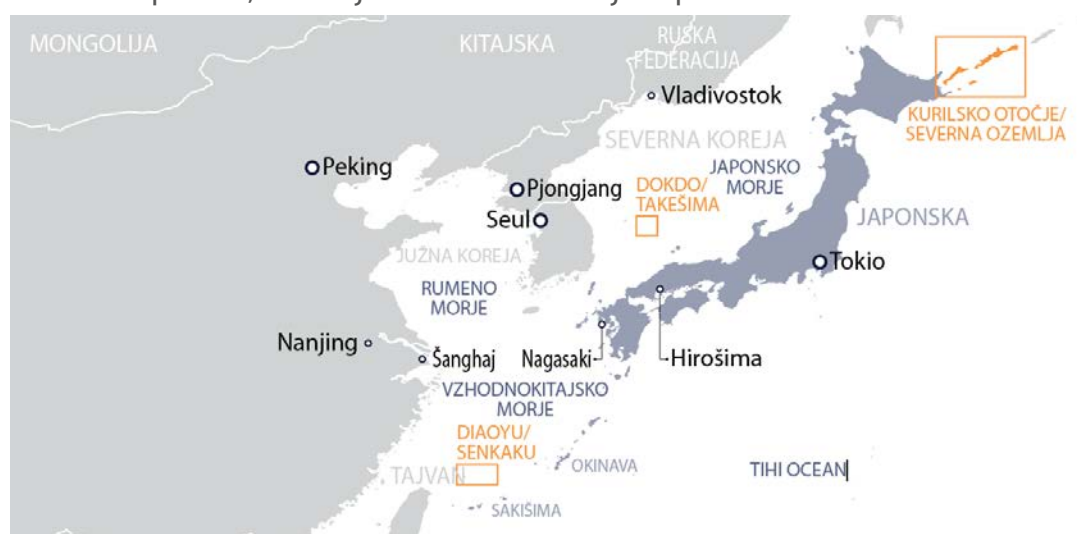 MONGOLIJA
KITAJSKA
RUSKA
FEDERACIJA
Vladivostok
KURILSKO OTOČJE/
SEVERNA OZEMLJA
SEVERNA KOREJA
Peking
JAPONSKO
MORJE
Pjongjang
DOKDO/
TAKEŠIMA
Seul
JAPONSKA
JUŽNA KOREJA
Tokio
RUMENO
MORJE
Nanjing
Šanghaj
Nagasaki
Hirošima
VZHODNOKITAJSKO
MORJE
DIAOYU/
SENKAKU
TAJVAN
OKINAVA
TIHI OCEAN
SAKIŠIMA